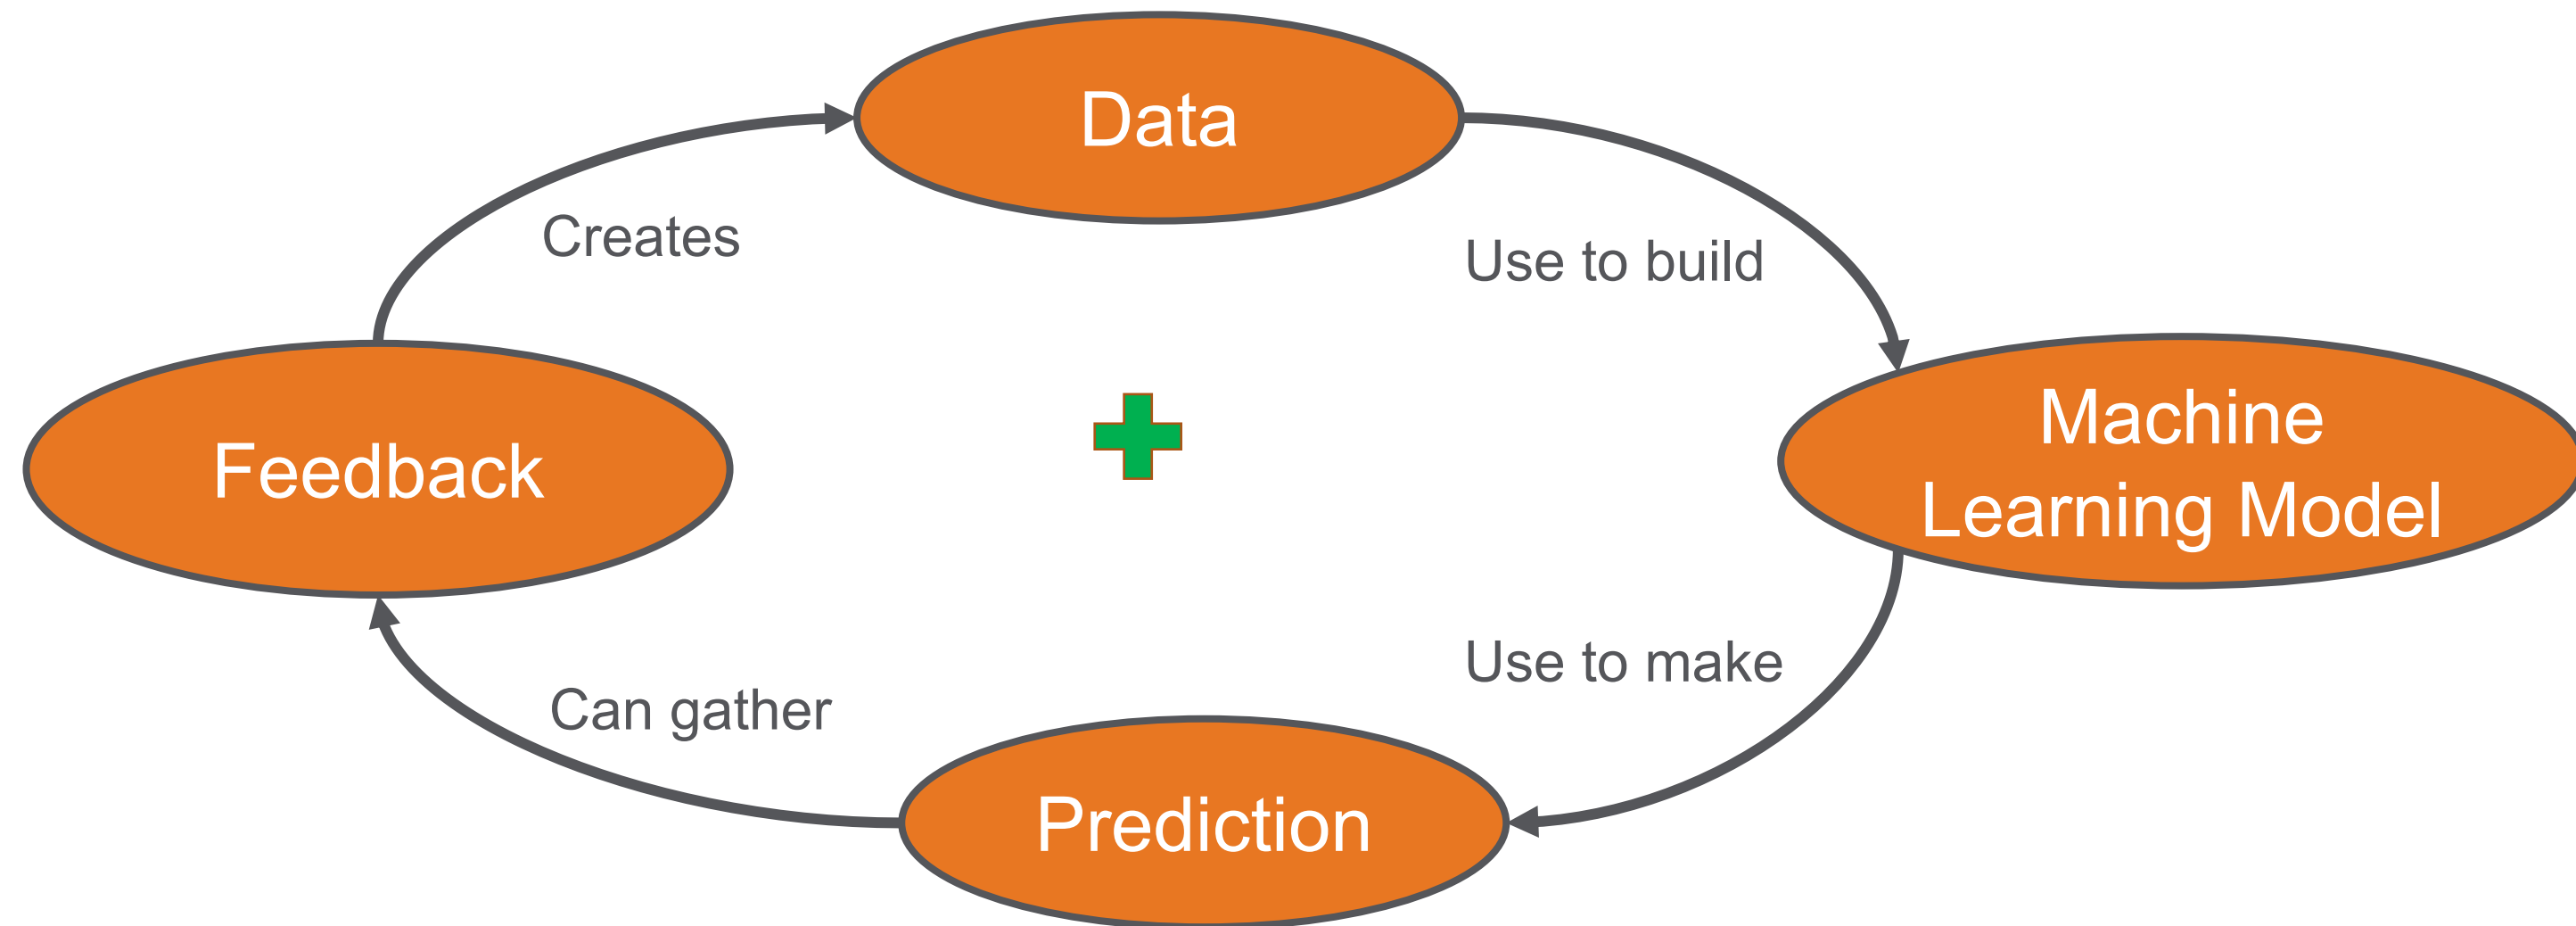 Data
Creates
Use to build
Feedback
Machine
Learning Model
Use to make
Can gather
Prediction